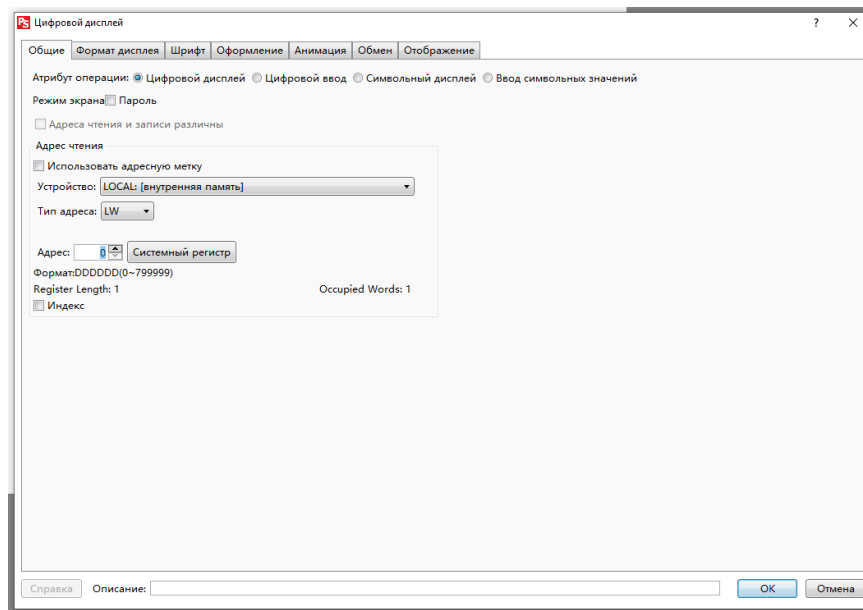 PS Цифровой дисплей ?
Общие Формат дисплея Шрифт Оформление Анимация Обмен Отображение
Атрибут операции: Цифровой дисплей Цифровой ввод Символьный дисплей Ввод символьных значений
Режим экрана Пароль
Адреса чтения и записи различны
Адрес чтения
Использовать адресную метку
Устройство: LOCAL: [внутренняя память]
Тип адреса: LW
Адрес: 0 Системный регистр
Формат:DDDDDD(0~799999)
Register Length: 1 Occupied Words: 1
Индекс
Справка Описание: OK Отмена